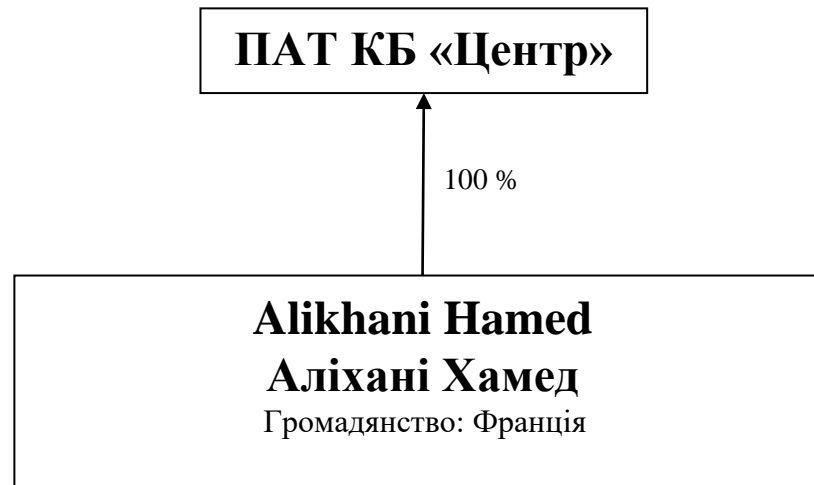 ПАТ КБ «Центр»
100 %
Alikhani Hamed
Аліхані Хамед
Громадянство: Франція